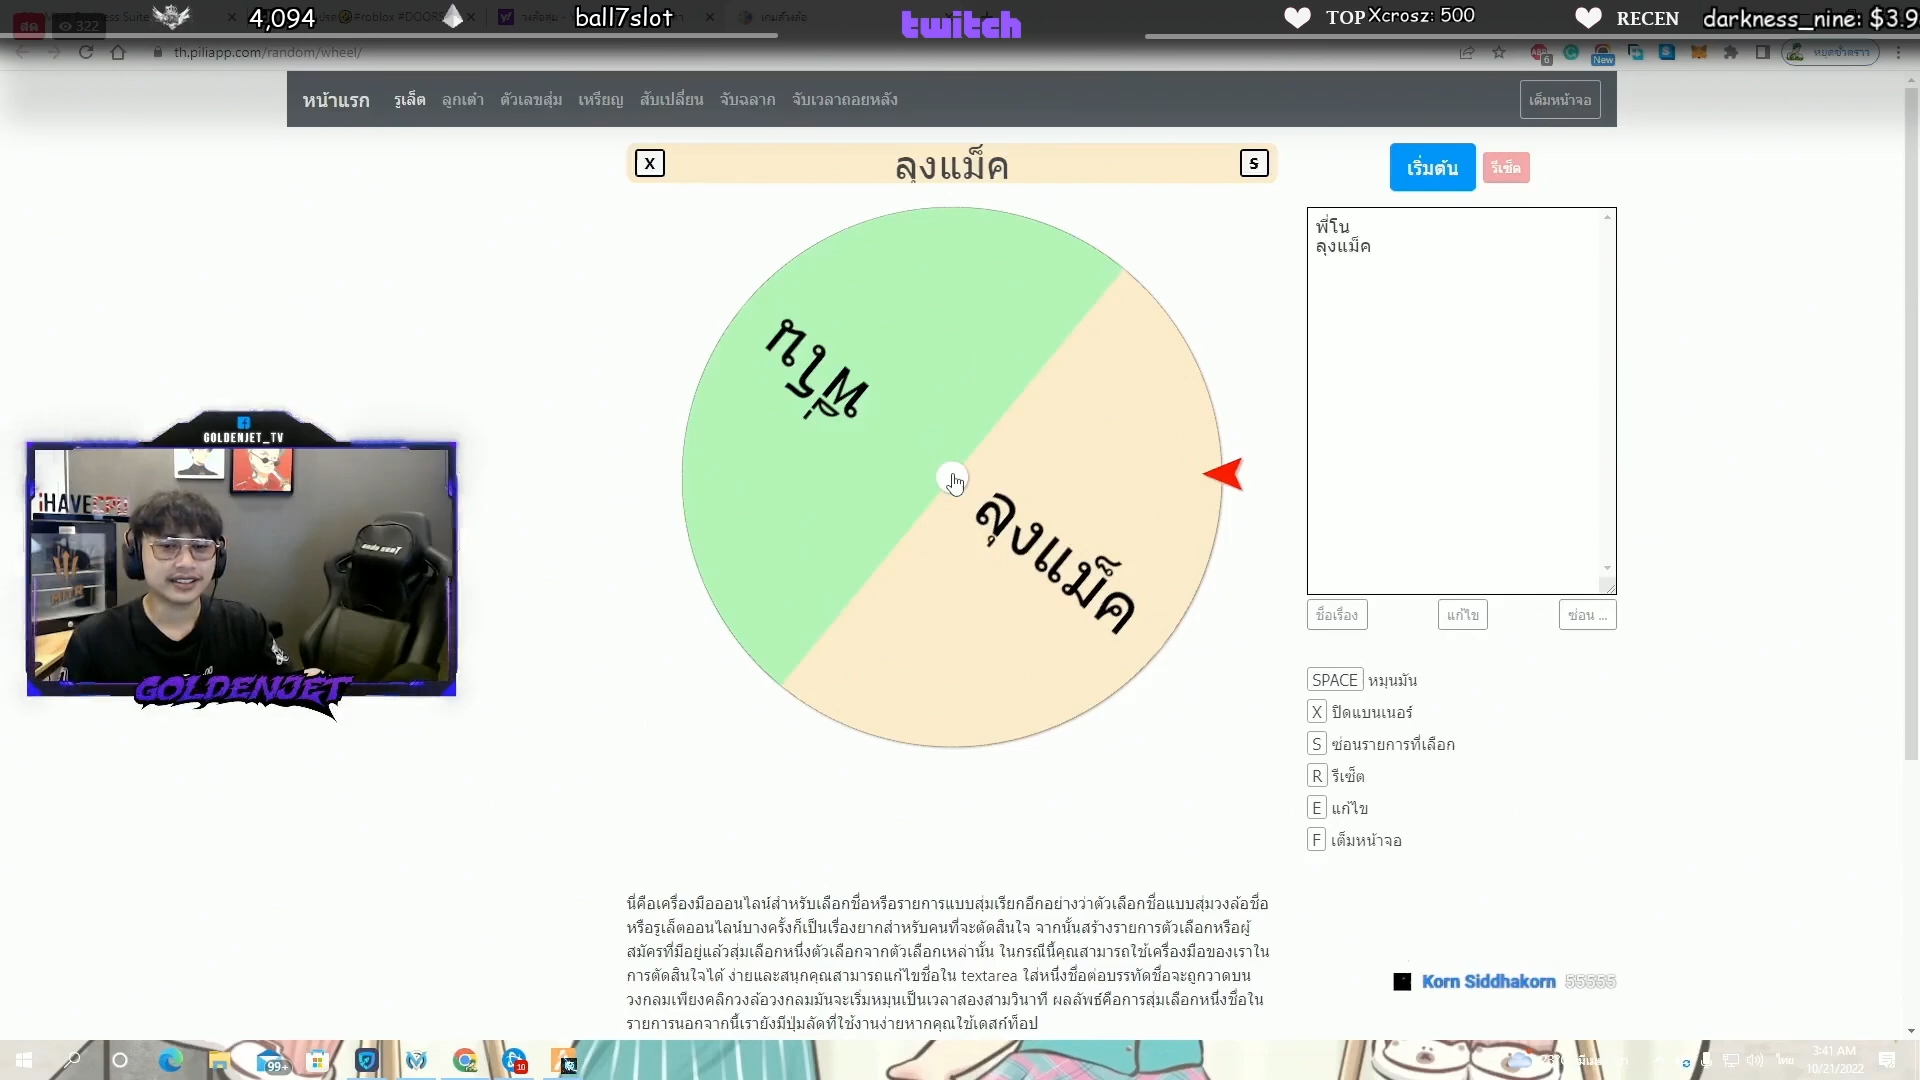 4,094
ball7slot
twitch
TOP Xcrosz: 500
RECEN darkness_nine: $3.9
สด 322
th.piliapp.com/random/wheel/
New
หน้าแรก รูเล็ต ลูกเต๋า ตัวเลขสุ่ม เหรียญ สับเปลี่ยน จับฉลาก จับเวลาถอยหลัง เต็มหน้าจอ
X ลุงแม็ค S
เริ่มต้น รีเซ็ต
พี่โน
ลุงแม็ค
พี่โน
ลุงแม็ค
GOLDENJET_TV
iHAVE
MITR
GOLDENJET
ชื่อเรื่อง แก้ไข ซ่อน ...
SPACE หมุนมัน
X ปิดแบนเนอร์
S ซ่อนรายการที่เลือก
R รีเซ็ต
E แก้ไข
F เต็มหน้าจอ
นี่คือเครื่องมือออนไลน์สำหรับเลือกชื่อหรือรายการแบบสุ่มเรียกอีกอย่างว่าตัวเลือกชื่อแบบสุ่มวงล้อชื่อ
หรือรูเล็ตออนไลน์บางครั้งก็เป็นเรื่องยากสำหรับคนที่จะตัดสินใจ จากนั้นสร้างรายการตัวเลือกหรือผู้
สมัครที่มีอยู่แล้วสุ่มเลือกหนึ่งตัวเลือกจากตัวเลือกเหล่านั้น ในกรณีนี้คุณสามารถใช้เครื่องมือของเราใน
การตัดสินใจได้ ง่ายและสนุกคุณสามารถแก้ไขชื่อใน textarea ใส่หนึ่งชื่อต่อบรรทัดชื่อจะถูกวาดบน
วงกลมเพียงคลิกวงล้อวงกลมมันจะเริ่มหมุนเป็นเวลาสองสามวินาที ผลลัพธ์คือการสุ่มเลือกหนึ่งชื่อใน
รายการนอกจากนี้เรายังมีปุ่มลัดที่ใช้งานง่ายหากคุณใช้เดสก์ท็อป
Korn Siddhakorn 55555
99+
10
3:41 AM
10/21/2022